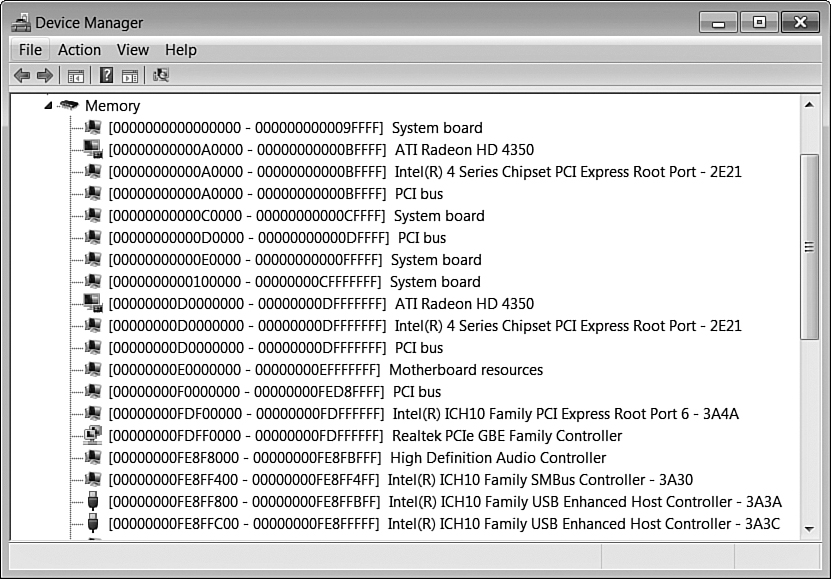 Device Manager
File Action View Help
Memory
[0000000000000000 - 000000000009FFFF] System board
[00000000000A0000 - 00000000000BFFFF] ATI Radeon HD 4350
[00000000000A0000 - 00000000000BFFFF] Intel(R) 4 Series Chipset PCI Express Root Port - 2E21
[00000000000A0000 - 00000000000BFFFF] PCI bus
[00000000000C0000 - 00000000000CFFFF] System board
[00000000000D0000 - 00000000000DFFFF] PCI bus
[00000000000E0000 - 00000000000FFFFF] System board
[0000000000100000 - 00000000CFFFFFFF] System board
[00000000D0000000 - 00000000DFFFFFFF] ATI Radeon HD 4350
[00000000D0000000 - 00000000DFFFFFFF] Intel(R) 4 Series Chipset PCI Express Root Port - 2E21
[00000000D0000000 - 00000000DFFFFFFF] PCI bus
[00000000E0000000 - 00000000EFFFFFFF] Motherboard resources
[00000000F0000000 - 00000000FED8FFFF] PCI bus
[00000000FDF00000 - 00000000FDFFFFFF] Intel(R) ICH10 Family PCI Express Root Port 6 - 3A4A
[00000000FDFF0000 - 00000000FDFFFFFF] Realtek PCIe GBE Family Controller
[00000000FE8F8000 - 00000000FE8FBFFF] High Definition Audio Controller
[00000000FE8FF400 - 00000000FE8FF4FF] Intel(R) ICH10 Family SMBus Controller - 3A30
[00000000FE8FF800 - 00000000FE8FFBFF] Intel(R) ICH10 Family USB Enhanced Host Controller - 3A3A
[00000000FE8FFC00 - 00000000FE8FFFFF] Intel(R) ICH10 Family USB Enhanced Host Controller - 3A3C